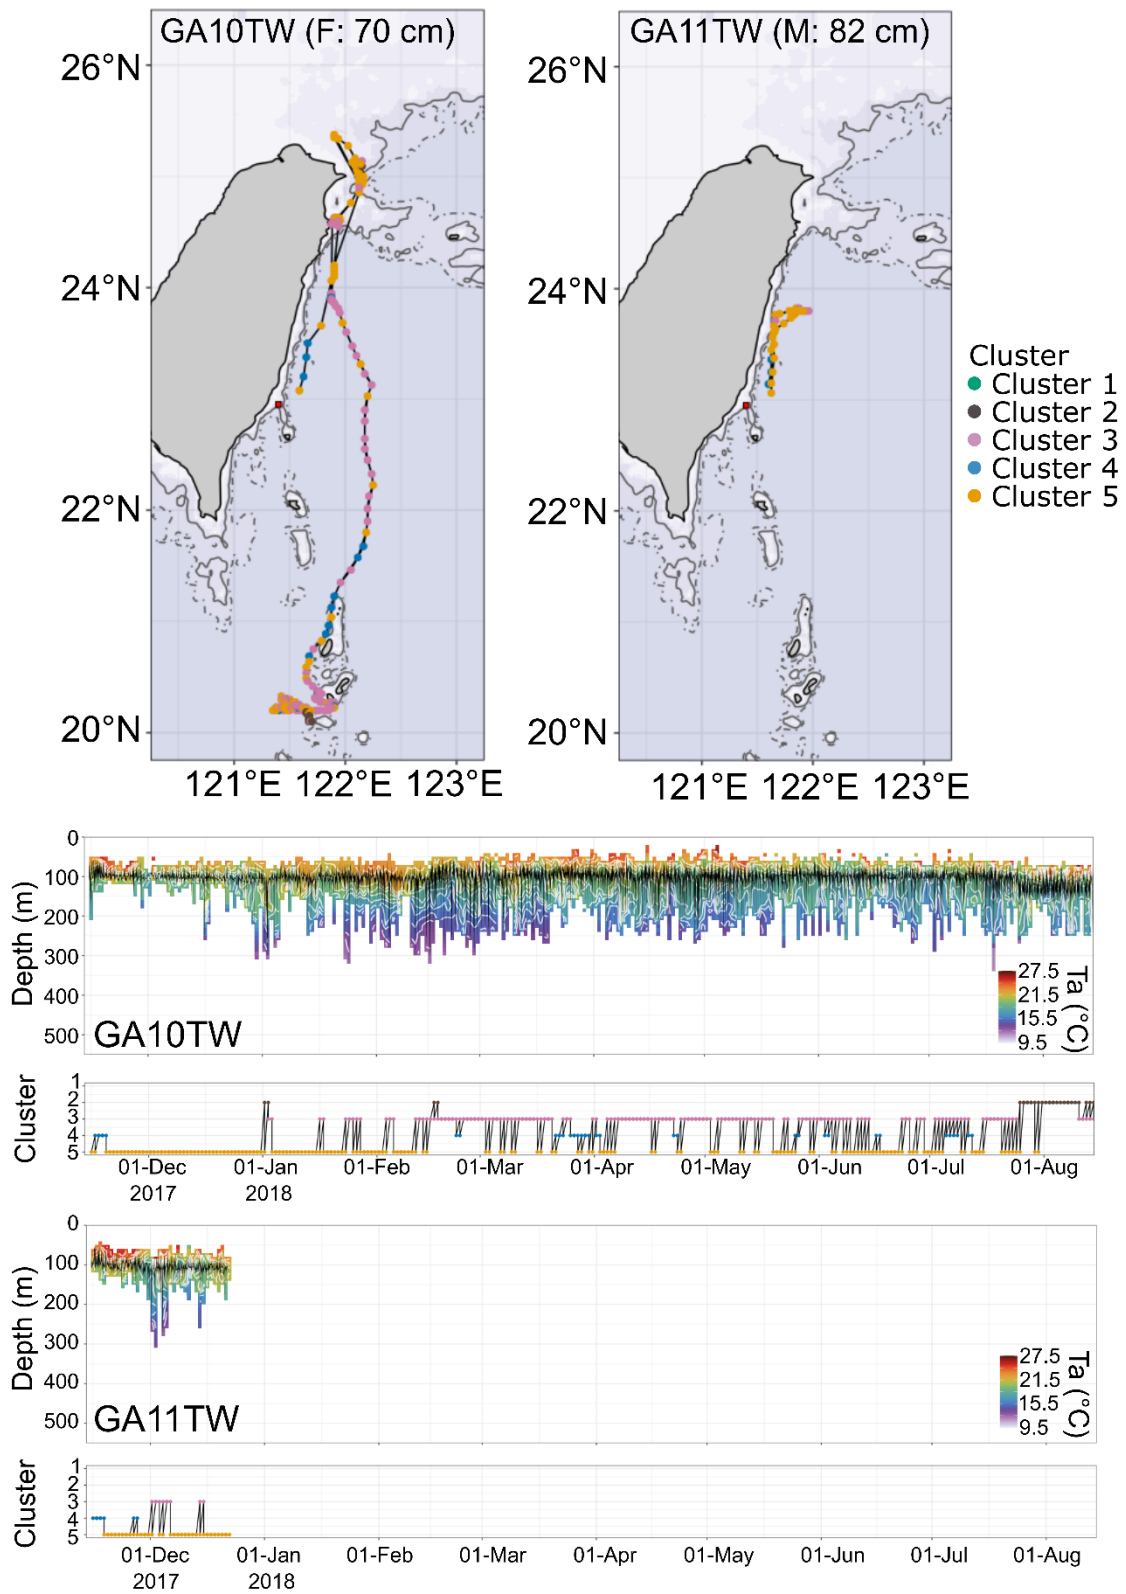 GA10TW (F: 70 cm)
26°N
24°N
22°N
20°N
121°E 122°E 123°E
GA11TW (M: 82 cm)
26°N
24°N
22°N
20°N
121°E 122°E 123°E
Cluster
Cluster 1
Cluster 2
Cluster 3
Cluster 4
Cluster 5
Depth (m)
0
100
200
300
400
500
GA10TW
27.5
21.5
15.5
9.5
Ta (°C)
Cluster
1
2
3
4
5
01-Dec 01-Jan 01-Feb 01-Mar 01-Apr 01-May 01-Jun 01-Jul 01-Aug
2017 2018
Depth (m)
0
100
200
300
400
500
GA11TW
27.5
21.5
15.5
9.5
Ta (°C)
Cluster
1
2
3
4
5
01-Dec 01-Jan 01-Feb 01-Mar 01-Apr 01-May 01-Jun 01-Jul 01-Aug
2017 2018